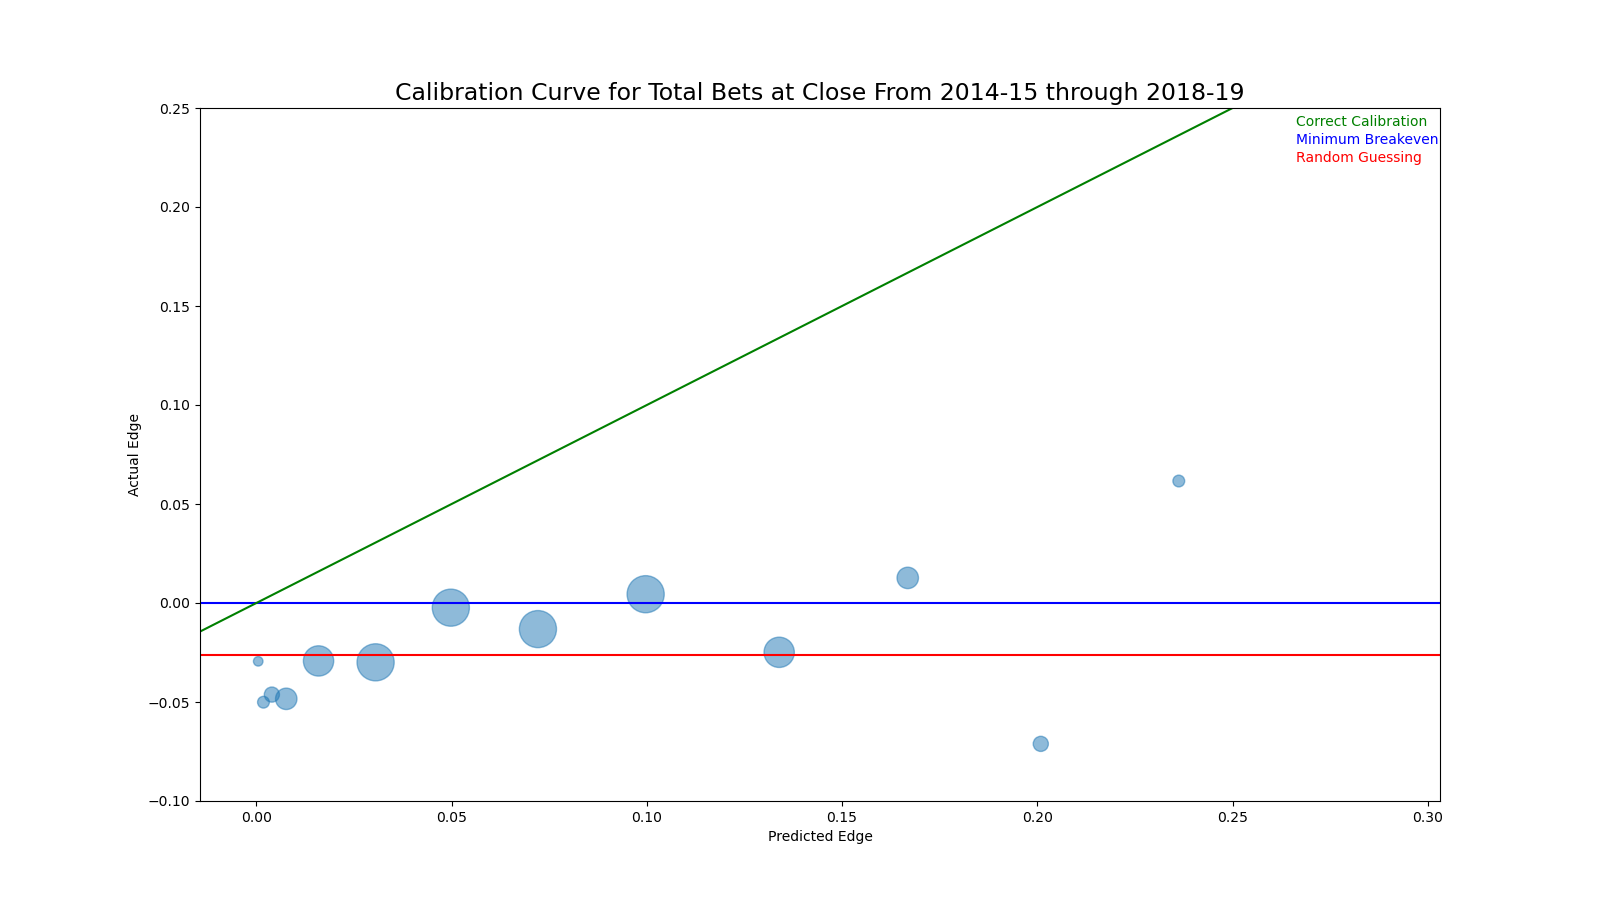 Calibration Curve for Total Bets at Close From 2014-15 through 2018-19
Correct Calibration
Minimum Breakeven
Random Guessing
0.25
0.20
0.15
0.10
0.05
0.00
−0.05
−0.10
Actual Edge
0.00 0.05 0.10 0.15 0.20 0.25 0.30
Predicted Edge